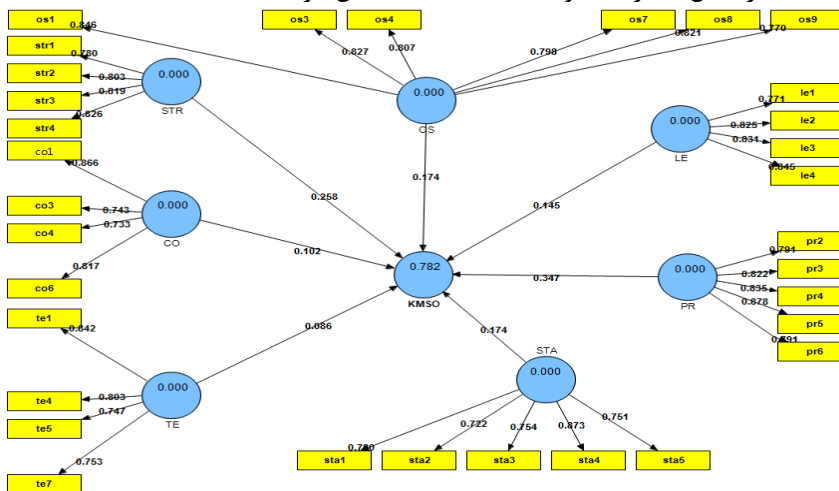 os1
0.846
os3
os4
0.827
0.807
os7
os8
os9
0.798
0.821
0.770
str1
0.780
str2
0.803
str3
0.819
str4
0.826
0.000
STR
0.000
OS
le1
0.771
le2
0.825
le3
0.831
le4
0.845
0.000
LE
co1
0.866
co3
0.743
co4
0.733
co6
0.817
0.000
CO
0.258
0.174
0.145
0.102
0.782
KMSO
0.347
0.086
0.174
pr2
0.791
pr3
0.822
pr4
0.835
pr5
0.878
pr6
0.791
0.000
PR
te1
0.842
te4
0.803
te5
0.747
te7
0.753
0.000
TE
STA
0.000
0.722
0.754
0.873
0.751
sta1
sta2
sta3
sta4
sta5